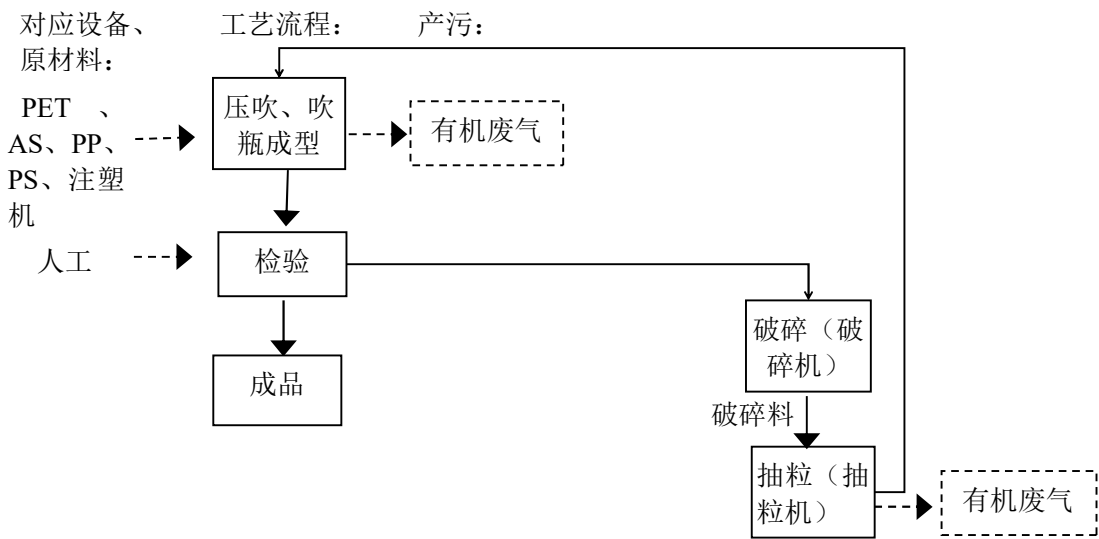 对应设备、 工艺流程： 产污：
原材料：
PET 、
AS、PP、
PS、注塑
机
压吹、吹
瓶成型
有机废气
人工
检验
成品
破碎（破
碎机）
破碎料
抽粒（抽
粒机）
有机废气